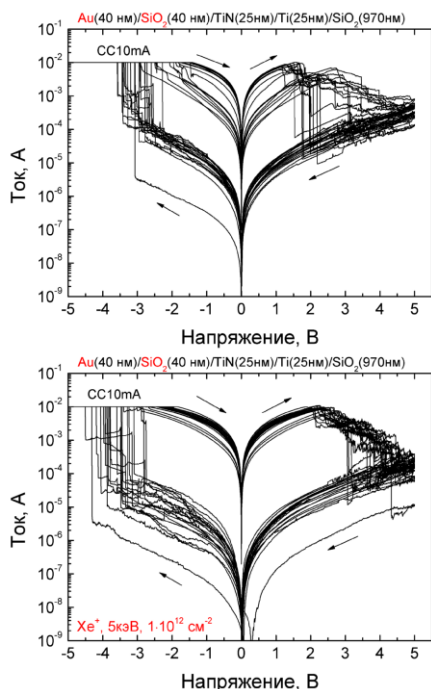 Au(40 нм)/SiO₂(40 нм)/TiN(25нм)/Ti(25нм)/SiO₂(970нм)
CC10mA
Ток, А
10⁻¹
10⁻²
10⁻³
10⁻⁴
10⁻⁵
10⁻⁶
10⁻⁷
10⁻⁸
10⁻⁹
-5 -4 -3 -2 -1 0 1 2 3 4 5
Напряжение, В
Au(40 нм)/SiO₂(40 нм)/TiN(25нм)/Ti(25нм)/SiO₂(970нм)
CC10mA
Ток, А
10⁻¹
10⁻²
10⁻³
10⁻⁴
10⁻⁵
10⁻⁶
10⁻⁷
10⁻⁸
10⁻⁹
Xe⁺, 5кэВ, 1·10¹² см⁻²
-5 -4 -3 -2 -1 0 1 2 3 4 5
Напряжение, В